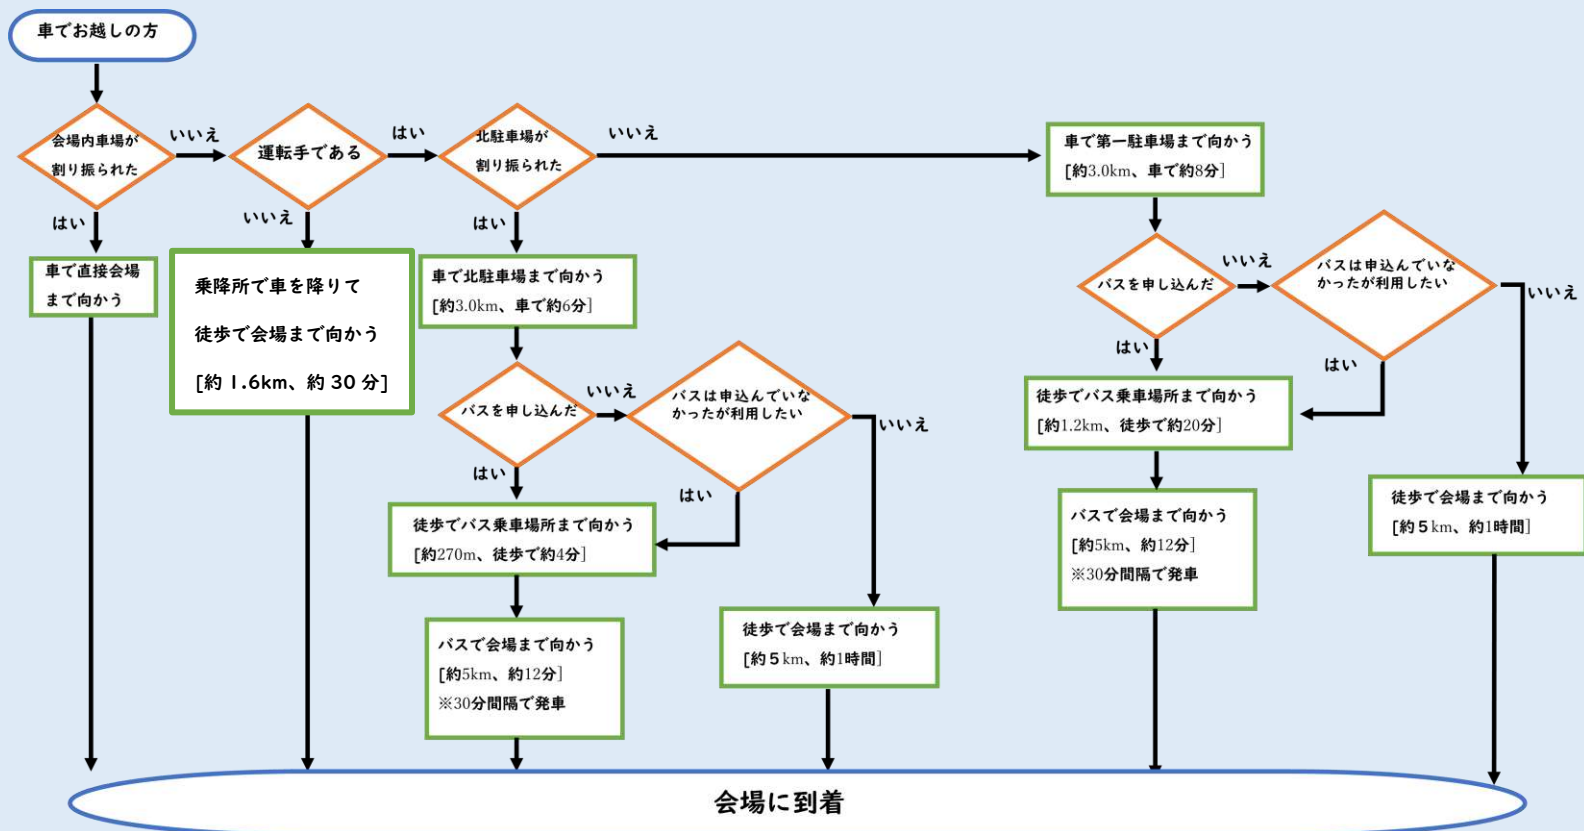 車でお越しの方
会場内車場が
割り振られた
いいえ
はい
車で直接会場
まで向かう
運転手である
はい
いいえ
乗降所で車を降りて
徒歩で会場まで向かう
[約1.6km、約30分]
北駐車場が
割り振られた
いいえ
はい
車で北駐車場まで向かう
[約3.0km、車で約6分]
バスを申し込んだ
いいえ
はい
バスは申込んでいな
かったが利用したい
いいえ
はい
徒歩でバス乗車場所まで向かう
[約270m、徒歩で約4分]
バスで会場まで向かう
[約5km、約12分]
※30分間隔で発車
徒歩で会場まで向かう
[約5km、約1時間]
車で第一駐車場まで向かう
[約3.0km、車で約8分]
バスを申し込んだ
いいえ
はい
バスは申込んでいな
かったが利用したい
いいえ
はい
徒歩でバス乗車場所まで向かう
[約1.2km、徒歩で約20分]
バスで会場まで向かう
[約5km、約12分]
※30分間隔で発車
徒歩で会場まで向かう
[約5km、約1時間]
会場に到着